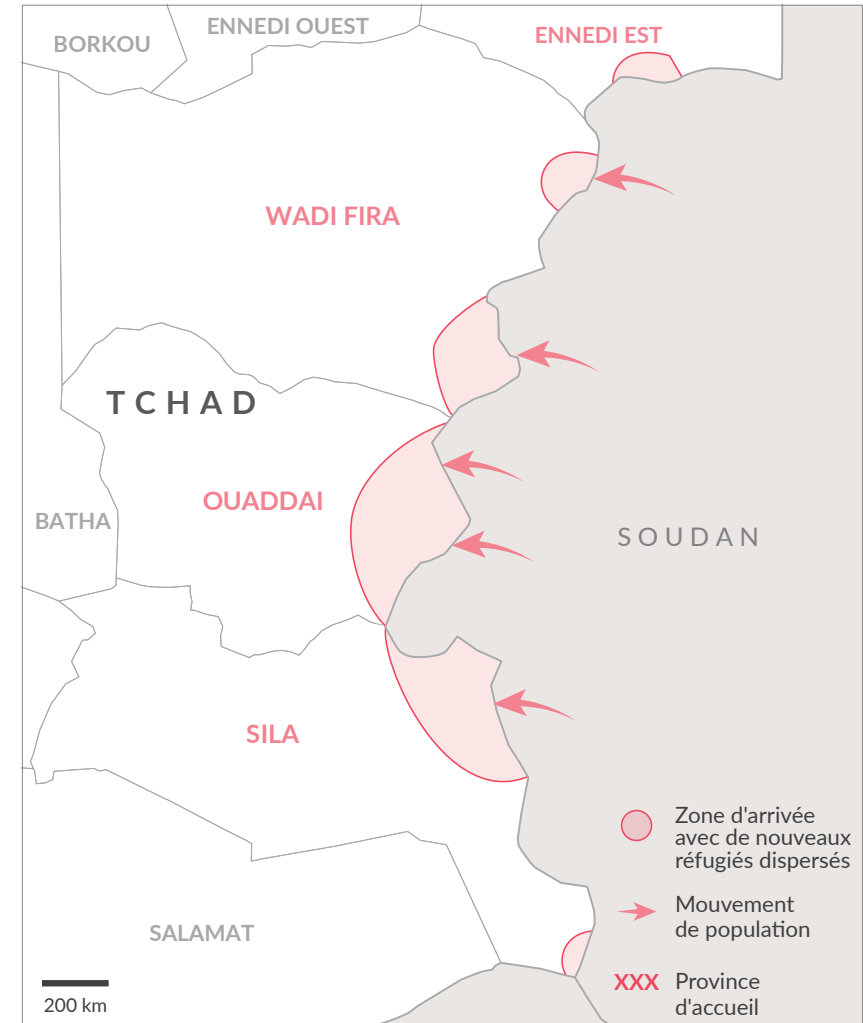 BORKOU
ENNEDI OUEST
ENNEDI EST
WADI FIRA
TCHAD
OUADDAI
BATHA
SOUDAN
SILA
SALAMAT
200 km
Zone d'arrivée
avec de nouveaux
réfugiés dispersés
Mouvement
de population
XXX Province
d'accueil